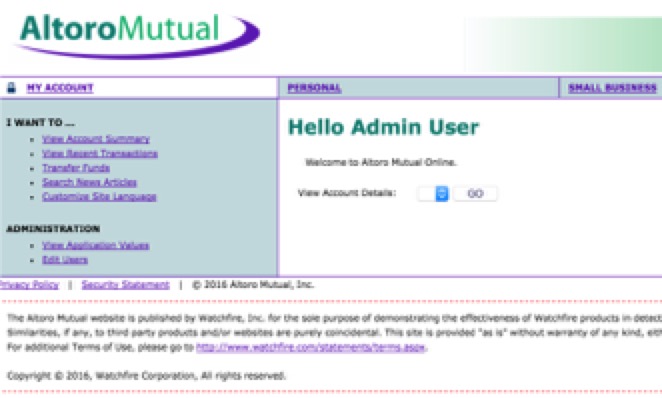 AltoroMutual
MY ACCOUNT
PERSONAL
SMALL BUSINESS
I WANT TO ...
• View Account Summary
• View Recent Transactions
• Transfer Funds
• Search News Articles
• Customize Site Language
ADMINISTRATION
• View Application Values
• Edit Users
Hello Admin User
Welcome to Altoro Mutual Online.
View Account Details: GO
Privacy Policy | Security Statement | © 2016 Altoro Mutual, Inc.
The Altoro Mutual website is published by Watchfire, Inc. for the sole purpose of demonstrating the effectiveness of Watchfire products in detect
Similarities, if any, to third party products and/or websites are purely coincidental. This site is provided "as is" without warranty of any kind, eith
For additional Terms of Use, please go to http://www.watchfire.com/statements/terms.aspx.
Copyright © 2016, Watchfire Corporation, All rights reserved.